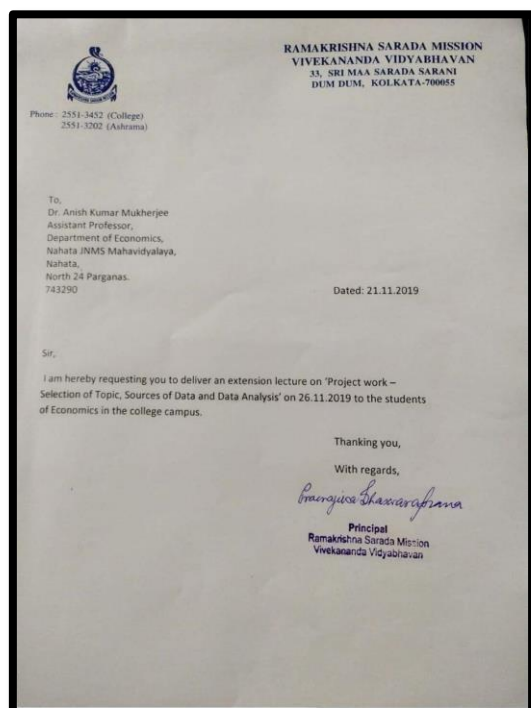 RAMAKRISHNA SARADA MISSION
VIVEKANANDA VIDYABHAVAN
33, SRI MAA SARADA SARANI
DUM DUM, KOLKATA-700055
Phone : 2551-3452 (College)
2551-3202 (Ashrama)
To,
Dr. Anish Kumar Mukherjee
Assistant Professor,
Department of Economics,
Nahata JNMS Mahavidyalaya,
Nahata,
North 24 Parganas.
743290
Dated: 21.11.2019
Sir,
I am hereby requesting you to deliver an extension lecture on 'Project work –
Selection of Topic, Sources of Data and Data Analysis' on 26.11.2019 to the students
of Economics in the college campus.
Thanking you,
With regards,
Principal
Ramakrishna Sarada Mission
Vivekananda Vidyabhavan